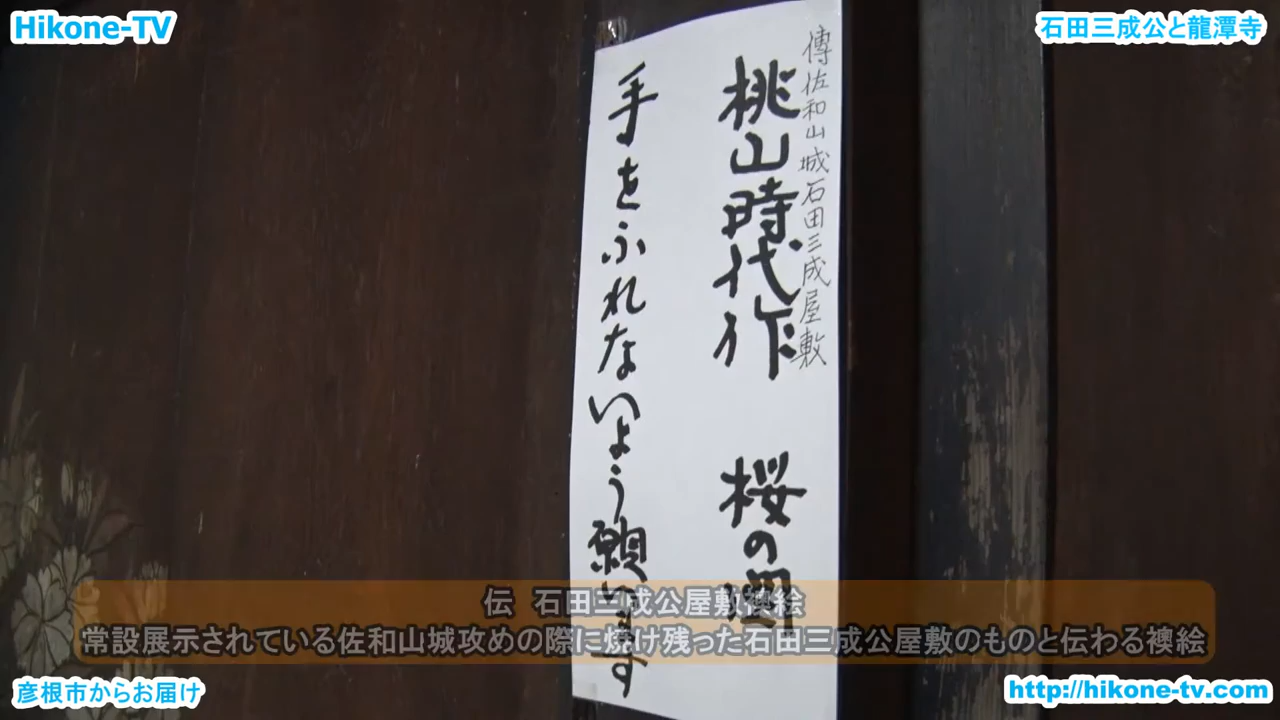 Hikone-TV
石田三成公と龍潭寺
傳佐和山城石田三成屋敷
桃山時代作 桜の図
手をふれないよう願います
伝 石田三成公屋敷襖絵
常設展示されている佐和山城攻めの際に焼け残った石田三成公屋敷のものと伝わる襖絵
彦根市からお届け
http://hikone-tv.com